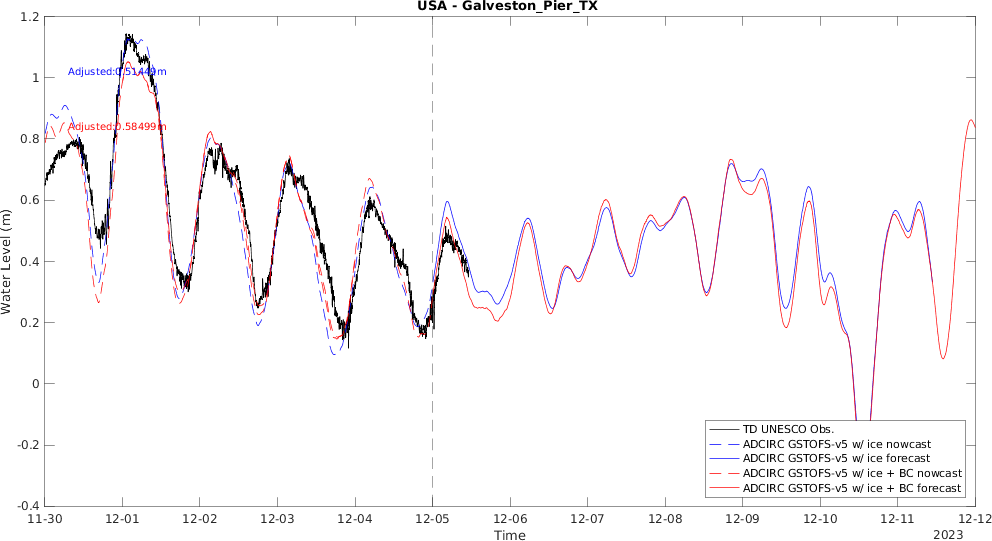 USA - Galveston_Pier_TX
1.2
1
0.8
0.6
0.4
0.2
0
-0.2
-0.4
Water Level (m)
Adjusted:0.51449m
Adjusted:0.58499m
TD UNESCO Obs.
ADCIRC GSTOFS-v5 w/ ice nowcast
ADCIRC GSTOFS-v5 w/ ice forecast
ADCIRC GSTOFS-v5 w/ ice + BC nowcast
ADCIRC GSTOFS-v5 w/ ice + BC forecast
11-30 12-01 12-02 12-03 12-04 12-05 12-06 12-07 12-08 12-09 12-10 12-11 12-12
Time
2023